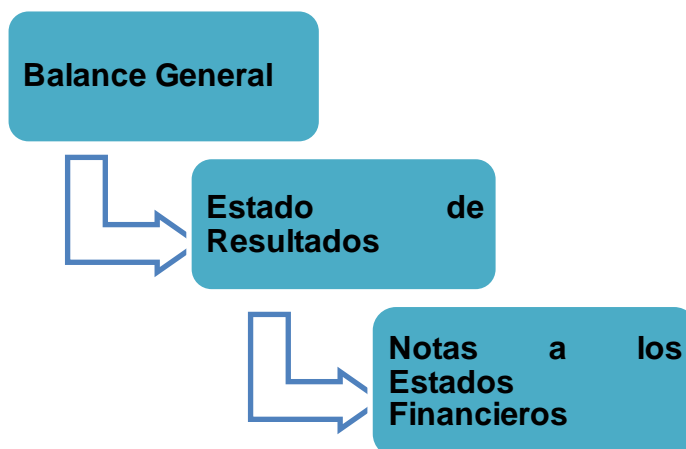 Balance General
Estado de
Resultados
Notas a los
Estados
Financieros